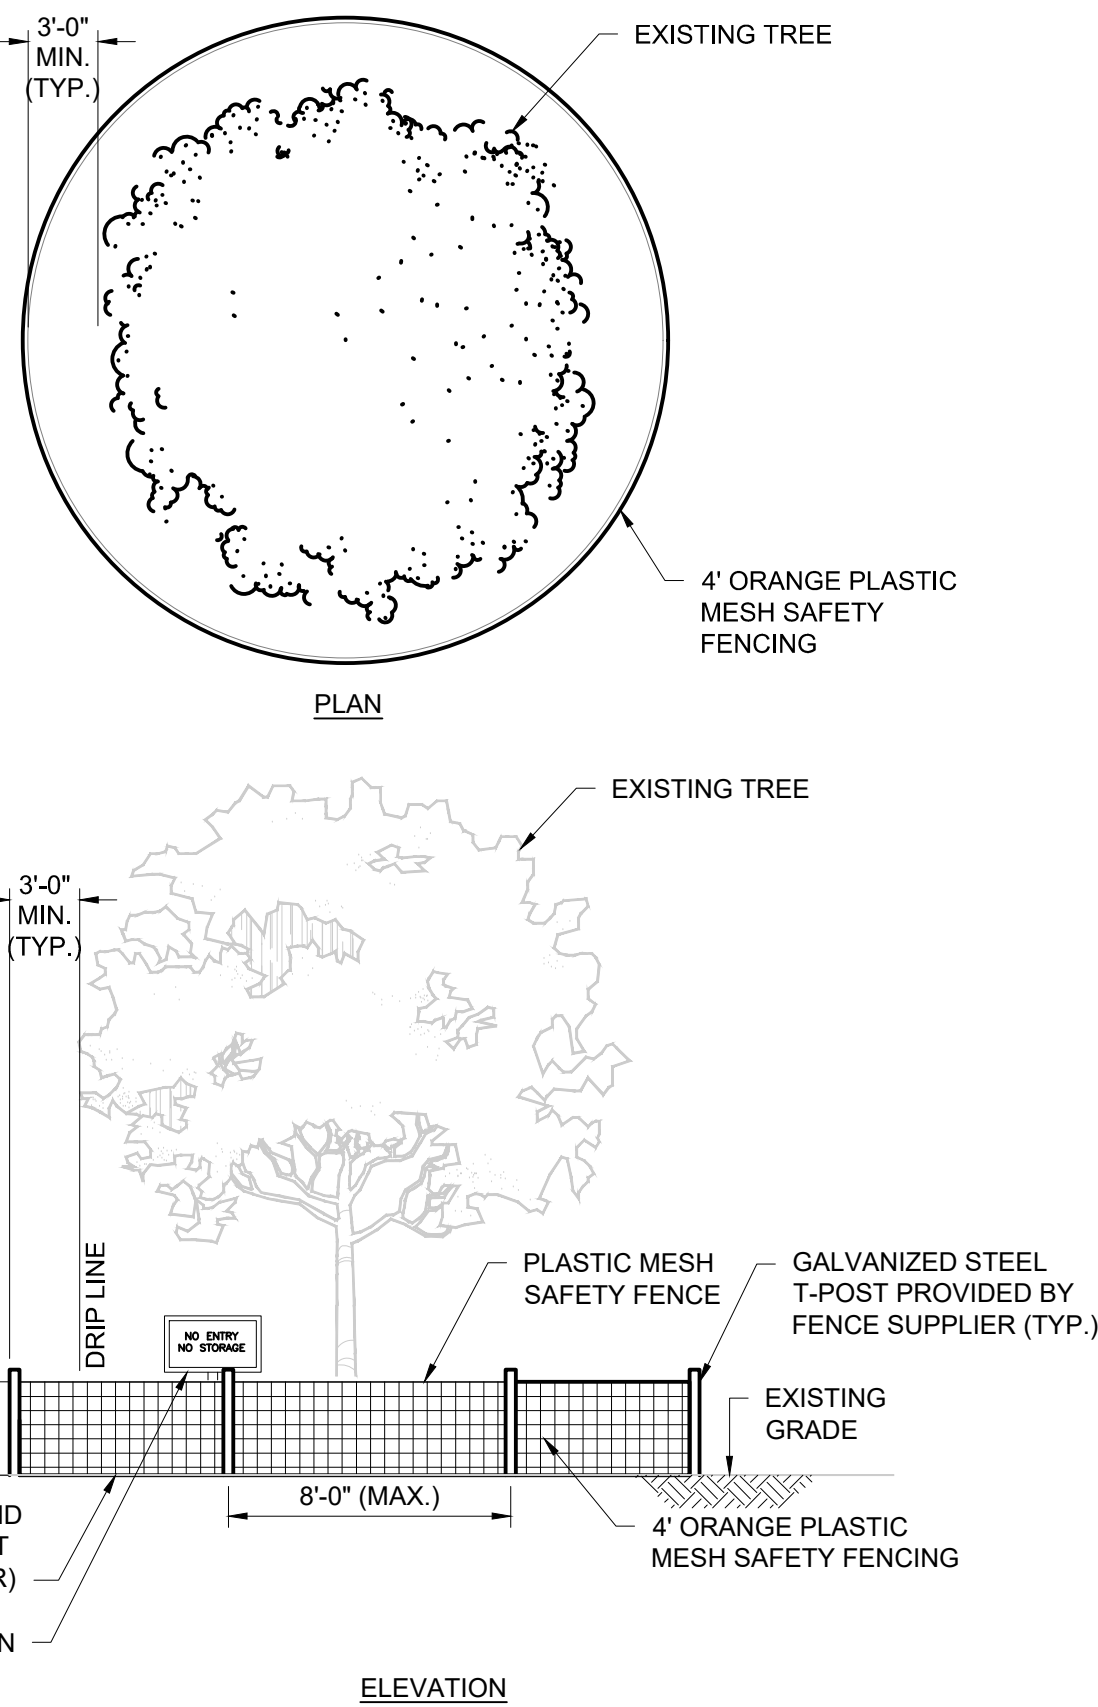 3'-0"
MIN.
(TYP.)
EXISTING TREE
4' ORANGE PLASTIC
MESH SAFETY
FENCING
PLAN
EXISTING TREE
3'-0"
MIN.
(TYP.)
DRIP LINE
PLASTIC MESH
SAFETY FENCE
GALVANIZED STEEL
T-POST PROVIDED BY
FENCE SUPPLIER (TYP.)
NO ENTRY
NO STORAGE
EXISTING
GRADE
8'-0" (MAX.)
4' ORANGE PLASTIC
MESH SAFETY FENCING
ELEVATION